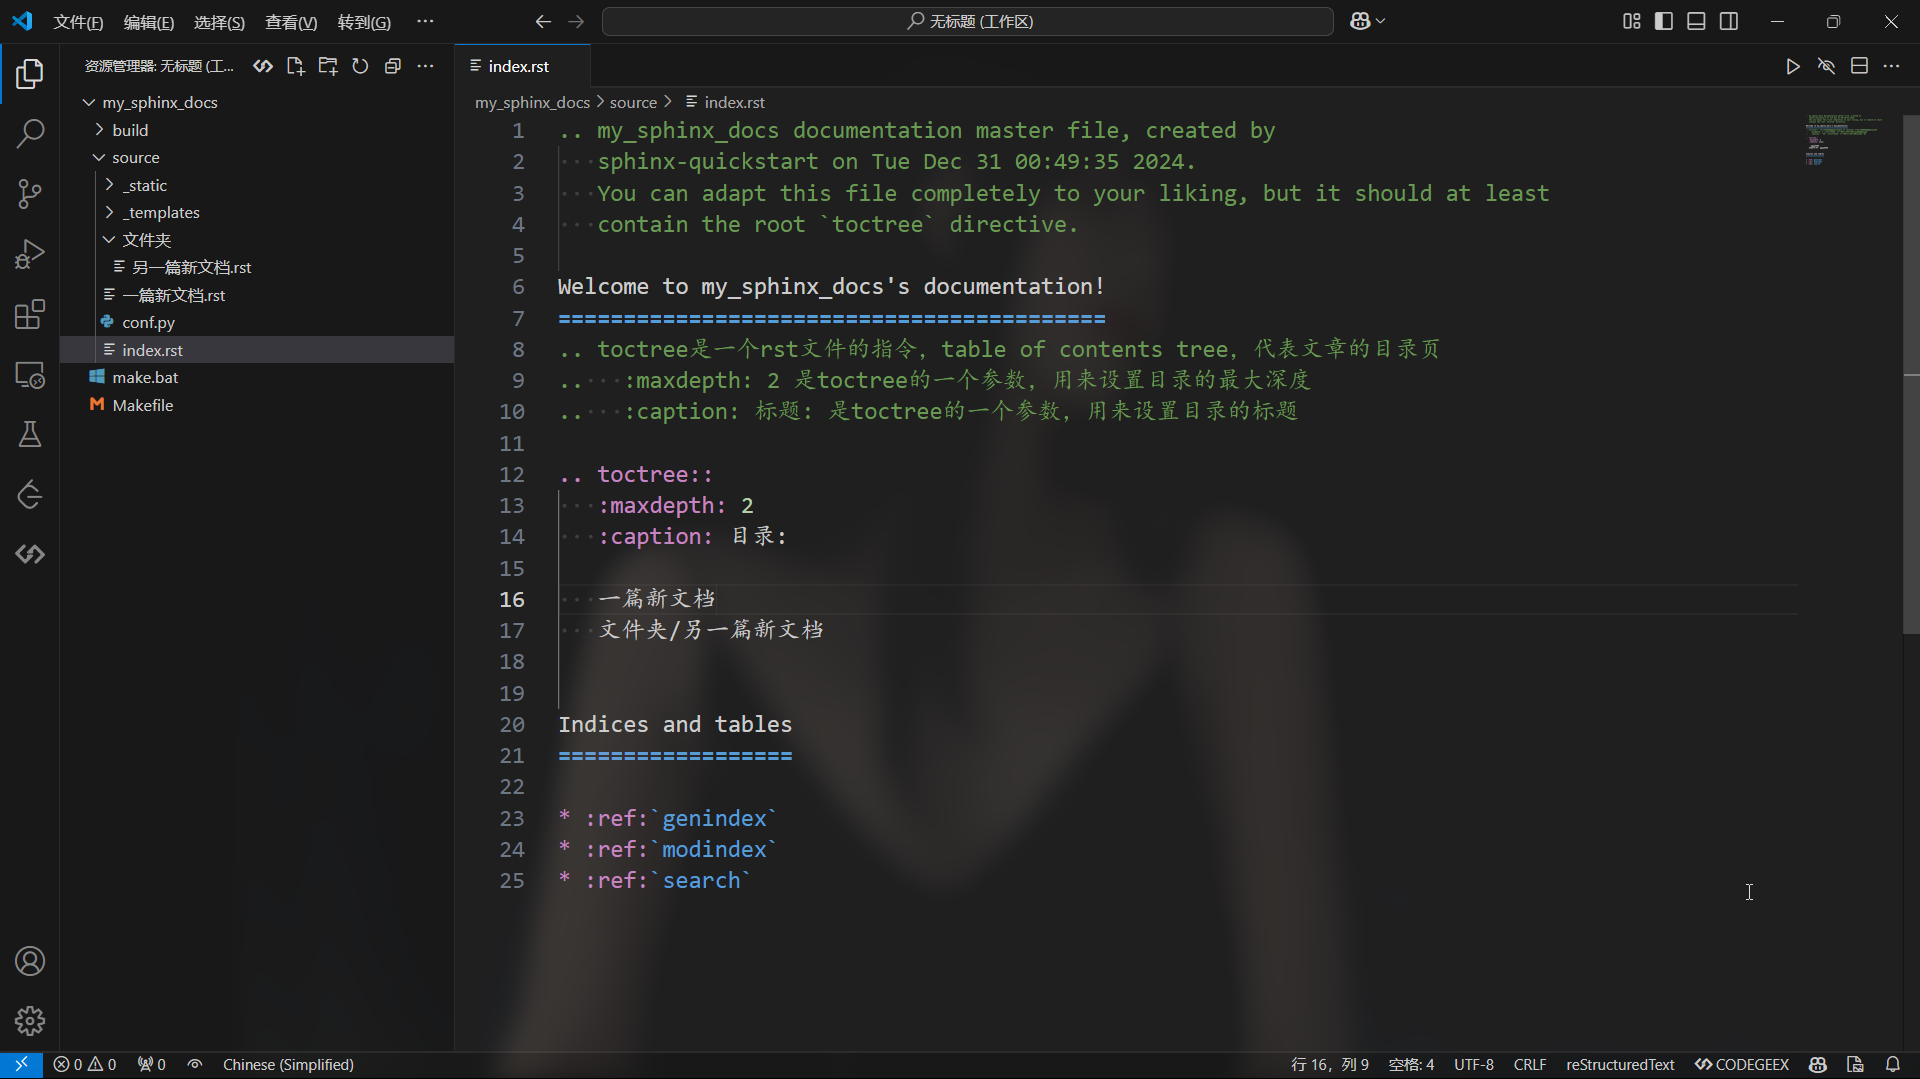 文件(F) 编辑(E) 选择(S) 查看(V) 转到(G) ···
无标题 (工作区)
资源管理器: 无标题 (工...
my_sphinx_docs
build
source
_static
_templates
文件夹
另一篇新文档.rst
一篇新文档.rst
conf.py
index.rst
make.bat
Makefile
index.rst
my_sphinx_docs > source > index.rst
1 .. my_sphinx_docs documentation master file, created by
2 sphinx-quickstart on Tue Dec 31 00:49:35 2024.
3 You can adapt this file completely to your liking, but it should at least
4 contain the root `toctree` directive.
5
6 Welcome to my_sphinx_docs's documentation!
7 ==========================================
8 .. toctree是一个rst文件的指令，table of contents tree，代表文章的目录页
9 .. :maxdepth: 2 是toctree的一个参数，用来设置目录的最大深度
10 .. :caption: 标题: 是toctree的一个参数，用来设置目录的标题
11
12 .. toctree::
13 :maxdepth: 2
14 :caption: 目录:
15
16 一篇新文档
17 文件夹/另一篇新文档
18
19
20 Indices and tables
21 ==================
22
23 * :ref:`genindex`
24 * :ref:`modindex`
25 * :ref:`search`
0 0 0 Chinese (Simplified)
行 16，列 9 空格: 4 UTF-8 CRLF reStructuredText CODEGEEX